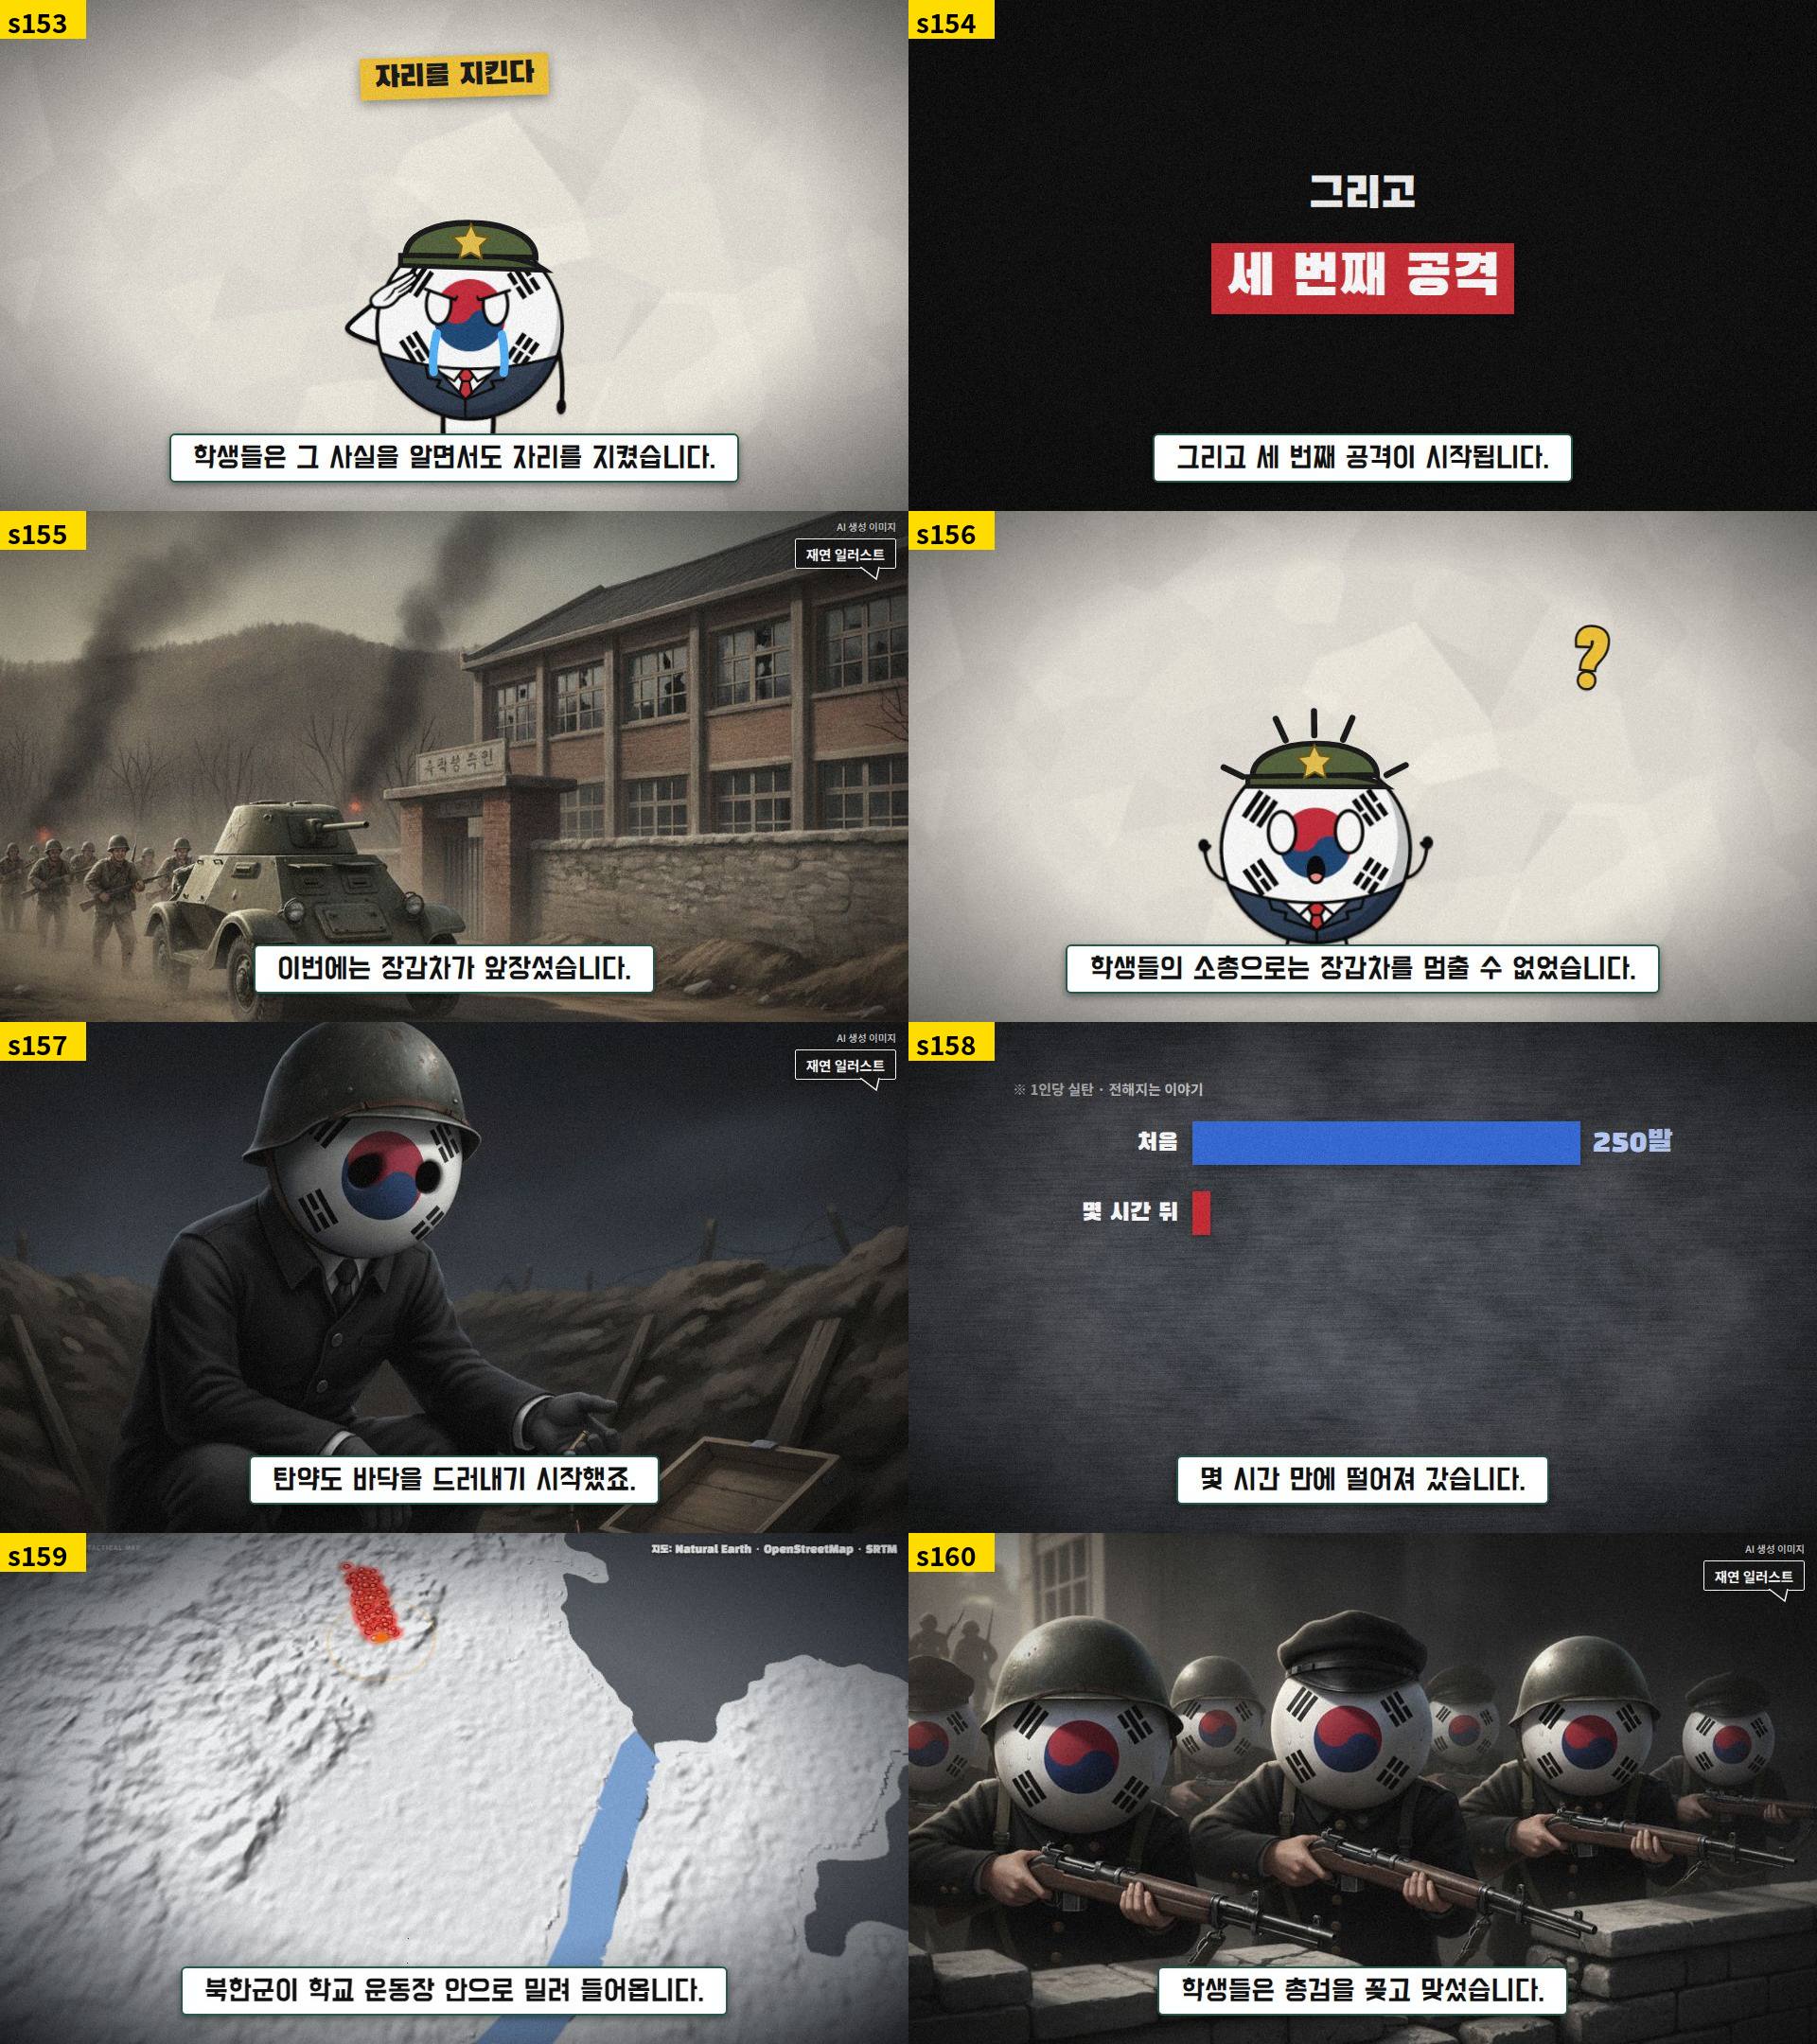 s153
자리를 지킨다
학생들은 그 사실을 알면서도 자리를 지켰습니다.
s154
그리고
세 번째 공격
그리고 세 번째 공격이 시작됩니다.
s155
AI 생성 이미지
재연 일러스트
이번에는 장갑차가 앞장섰습니다.
s156
?
학생들의 소총으로는 장갑차를 멈출 수 없었습니다.
s157
AI 생성 이미지
재연 일러스트
탄약도 바닥을 드러내기 시작했죠.
s158
※ 1인당 실탄 · 전해지는 이야기
처음
250발
몇 시간 뒤
몇 시간 만에 떨어져 갔습니다.
s159
TACTICAL MAP
지도: Natural Earth · OpenStreetMap · SRTM
북한군이 학교 운동장 안으로 밀려 들어옵니다.
s160
AI 생성 이미지
재연 일러스트
학생들은 총검을 꽂고 맞섰습니다.